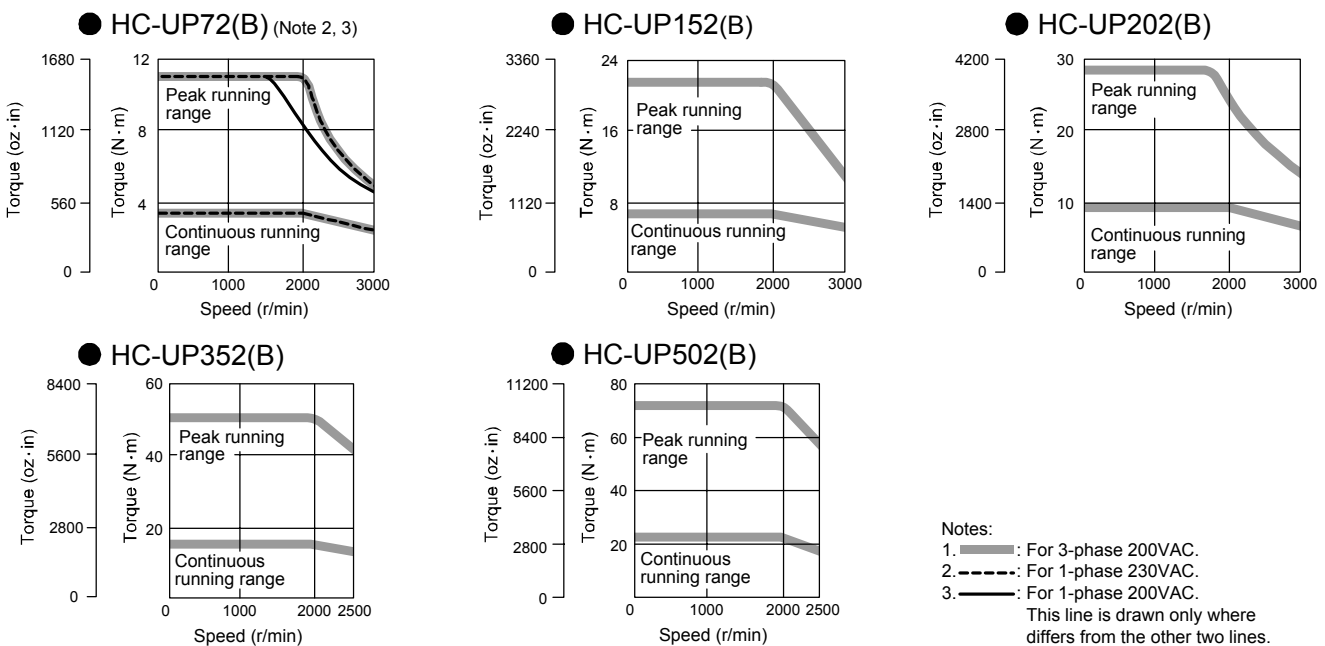 ● HC-UP72(B) (Note 2, 3)
Torque (oz·in)
1680
1120
560
0
Torque (N·m)
12
8
4
Peak running
range
Continuous running
range
0 1000 2000 3000
Speed (r/min)
● HC-UP152(B)
Torque (oz·in)
3360
2240
1120
0
Torque (N·m)
24
16
8
Peak running
range
Continuous running
range
0 1000 2000 3000
Speed (r/min)
● HC-UP202(B)
Torque (oz·in)
4200
2800
1400
0
Torque (N·m)
30
20
10
Peak running
range
Continuous running
range
0 1000 2000 3000
Speed (r/min)
● HC-UP352(B)
Torque (oz·in)
8400
5600
2800
0
Torque (N·m)
60
40
20
Peak running
range
Continuous
running range
0 1000 2000 2500
Speed (r/min)
● HC-UP502(B)
Torque (oz·in)
11200
8400
5600
2800
0
Torque (N·m)
80
60
40
20
Peak running
range
Continuous
running range
0 1000 2000 2500
Speed (r/min)
Notes:
1. : For 3-phase 200VAC.
2. : For 1-phase 230VAC.
3. : For 1-phase 200VAC.
This line is drawn only where
differs from the other two lines.